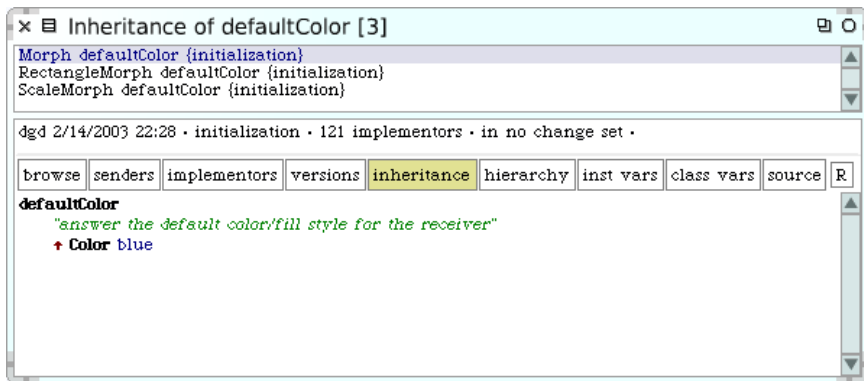 Inheritance of defaultColor [3]
Morph defaultColor {initialization}
RectangleMorph defaultColor {initialization}
ScaleMorph defaultColor {initialization}
dgd 2/14/2003 22:28 · initialization · 121 implementors · in no change set ·
browse senders implementors versions inheritance hierarchy inst vars class vars source R
defaultColor
"answer the default color/fill style for the receiver"
↑ Color blue